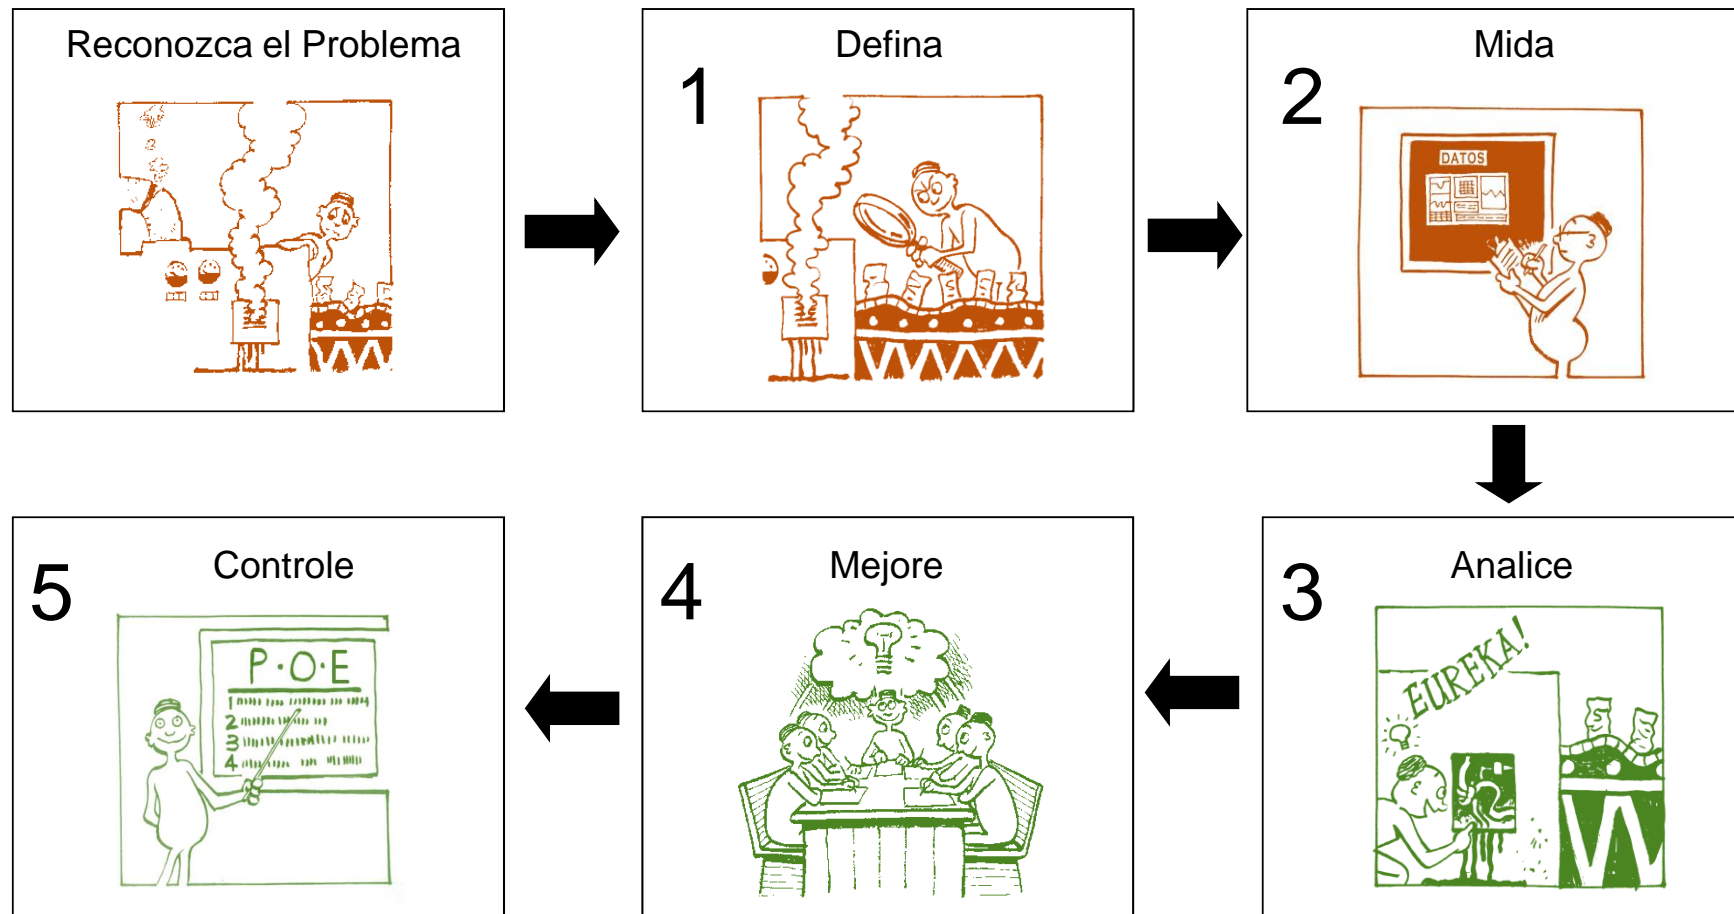 Reconozca el Problema
1
Defina
2
Mida
DATOS
3
Analice
EUREKA!
4
Mejore
5
Controle
P·O·E
1
2
3
4